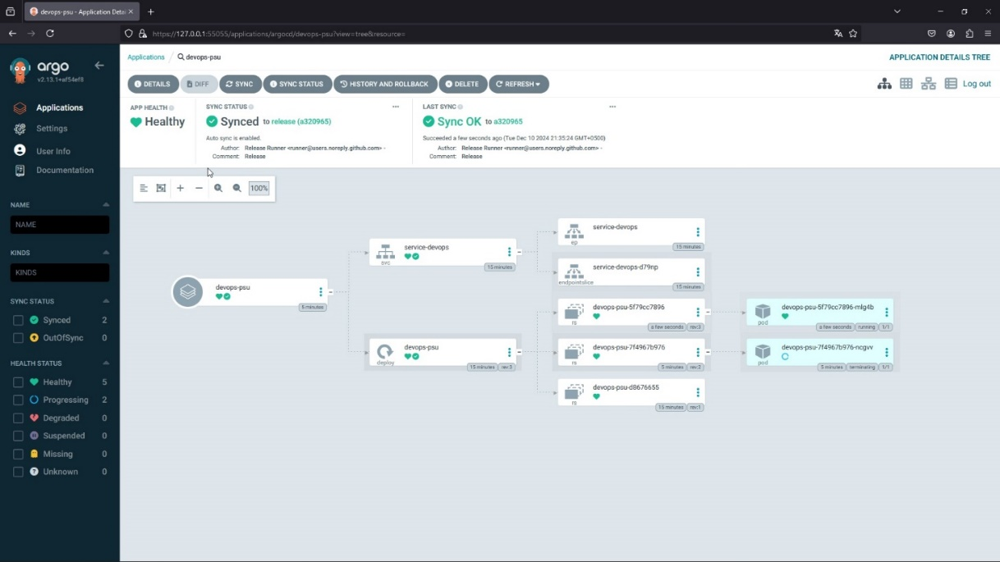 devops-psu - Application Detai
https://127.0.0.1:55055/applications/argocd/devops-psu?view=tree&resource=
argo
v2.13.1+af54ef8
Applications
Settings
User Info
Documentation
NAME
NAME
KINDS
KINDS
SYNC STATUS
Synced 2
OutOfSync 0
HEALTH STATUS
Healthy 5
Progressing 2
Degraded 0
Suspended 0
Missing 0
Unknown 0
Applications / devops-psu
APPLICATION DETAILS TREE
DETAILS DIFF SYNC SYNC STATUS HISTORY AND ROLLBACK DELETE REFRESH
Log out
APP HEALTH
Healthy
SYNC STATUS
Synced to release (a320965)
Auto sync is enabled.
Author: Release Runner <runner@users.noreply.github.com> -
Comment: Release
LAST SYNC
Sync OK to a320965
Succeeded a few seconds ago (Tue Dec 10 2024 21:35:24 GMT+0500)
Author: Release Runner <runner@users.noreply.github.com> -
Comment: Release
100%
devops-psu
5 minutes
service-devops
svc
15 minutes
devops-psu
deploy
15 minutes rev:3
service-devops
ep
15 minutes
service-devops-d79np
endpointslice
15 minutes
devops-psu-5f79cc7896
rs
a few seconds rev:3
devops-psu-7f4967b976
rs
5 minutes rev:2
devops-psu-d8676655
rs
15 minutes rev:1
devops-psu-5f79cc7896-mlg4b
pod
a few seconds running 1/1
devops-psu-7f4967b976-ncgvv
pod
5 minutes terminating 1/1